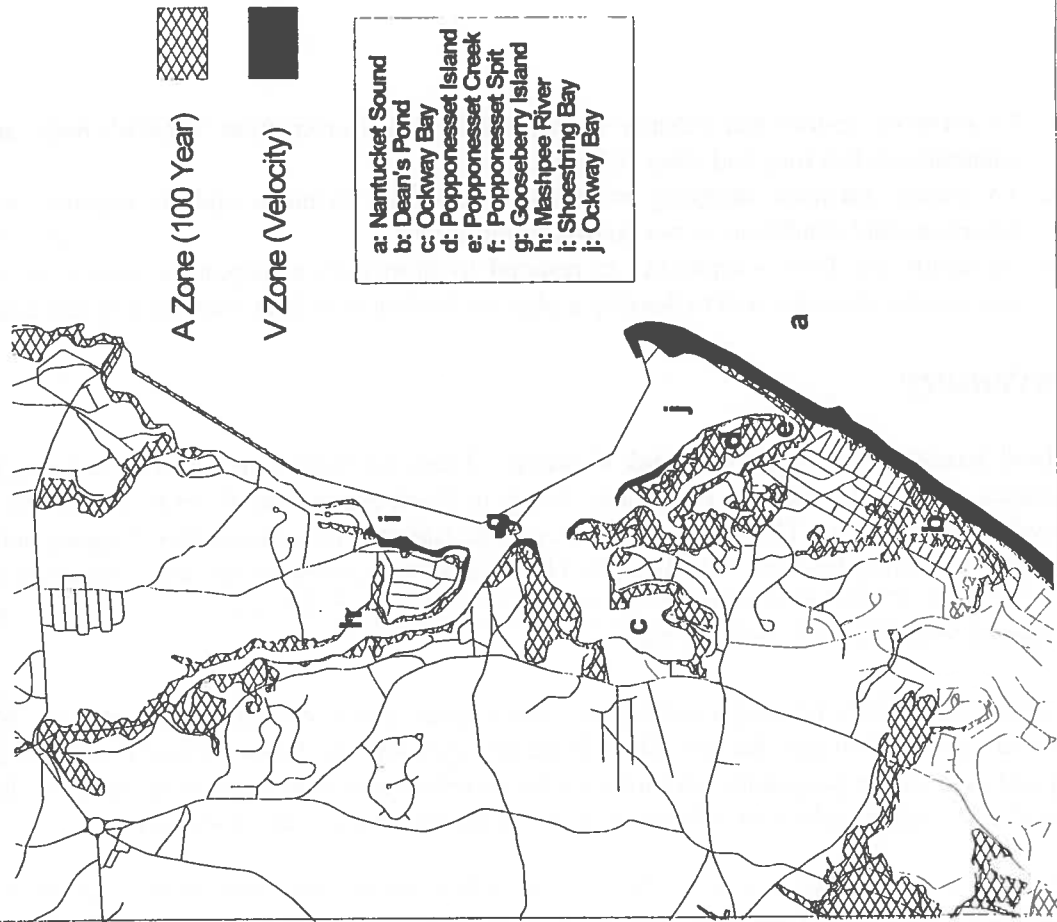 A Zone (100 Year)
V Zone (Velocity)
a: Nantucket Sound
b: Dean's Pond
c: Ockway Bay
d: Popponesset Island
e: Popponesset Creek
f: Popponesset Spit
g: Gooseberry Island
h: Mashpee River
i: Shoestring Bay
j: Ockway Bay
i
g
h
j
a
d
e
c
b